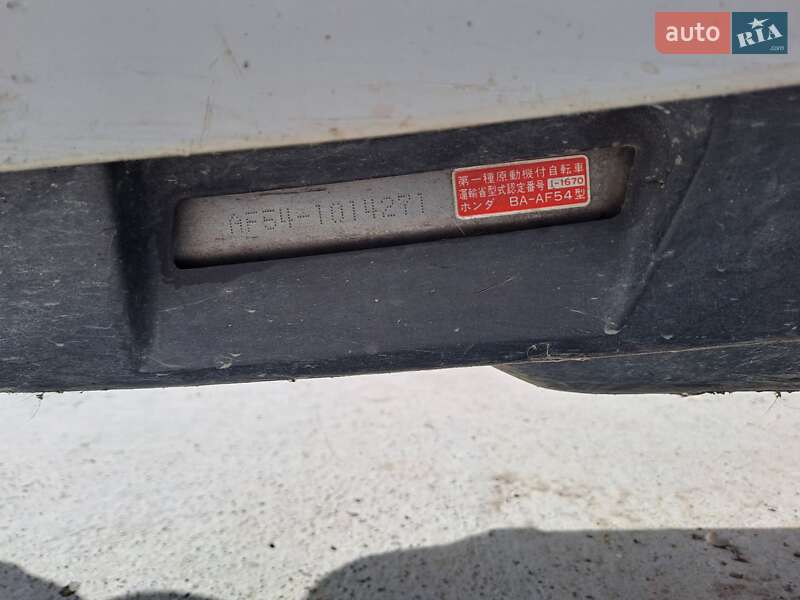 auto RIA.com
AF54-1014271
第一種原動機付自転車
運輸省型式認定番号 I-1670
ホンダ BA-AF54型